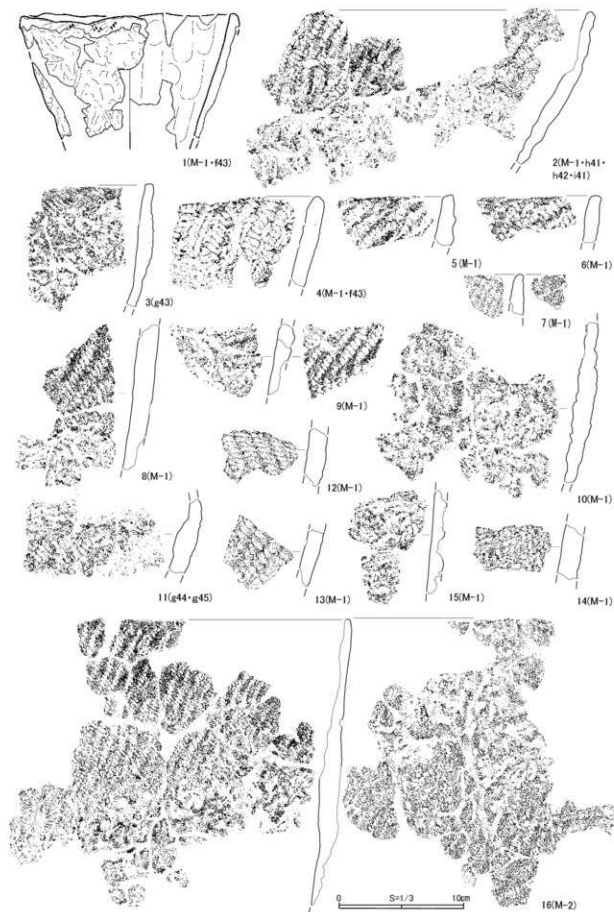 1(M-1・f43)
2(M-1・h41・
h42・i41)
3(g43)
4(M-1・f43)
5(M-1)
6(M-1)
7(M-1)
8(M-1)
9(M-1)
10(M-1)
11(g44・g45)
12(M-1)
13(M-1)
14(M-1)
15(M-1)
0 S=1/3 10cm
16(M-2)